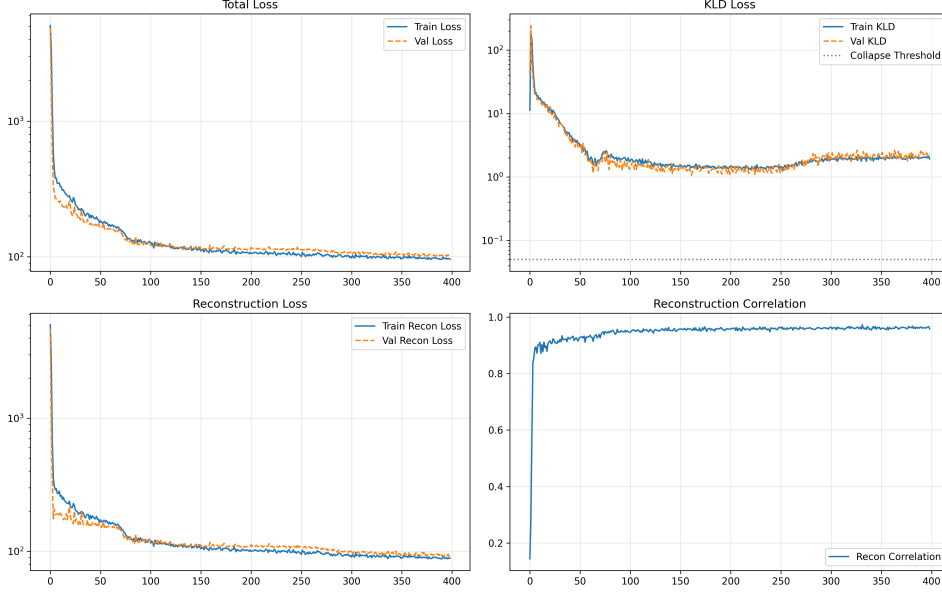 Total Loss
10³
10²
0 50 100 150 200 250 300 350 400
Train Loss
Val Loss
KLD Loss
10²
10¹
10⁰
10⁻¹
0 50 100 150 200 250 300 350 400
Train KLD
Val KLD
Collapse Threshold
Reconstruction Loss
10³
10²
0 50 100 150 200 250 300 350 400
Train Recon Loss
Val Recon Loss
Reconstruction Correlation
1.0
0.8
0.6
0.4
0.2
0 50 100 150 200 250 300 350 400
Recon Correlation